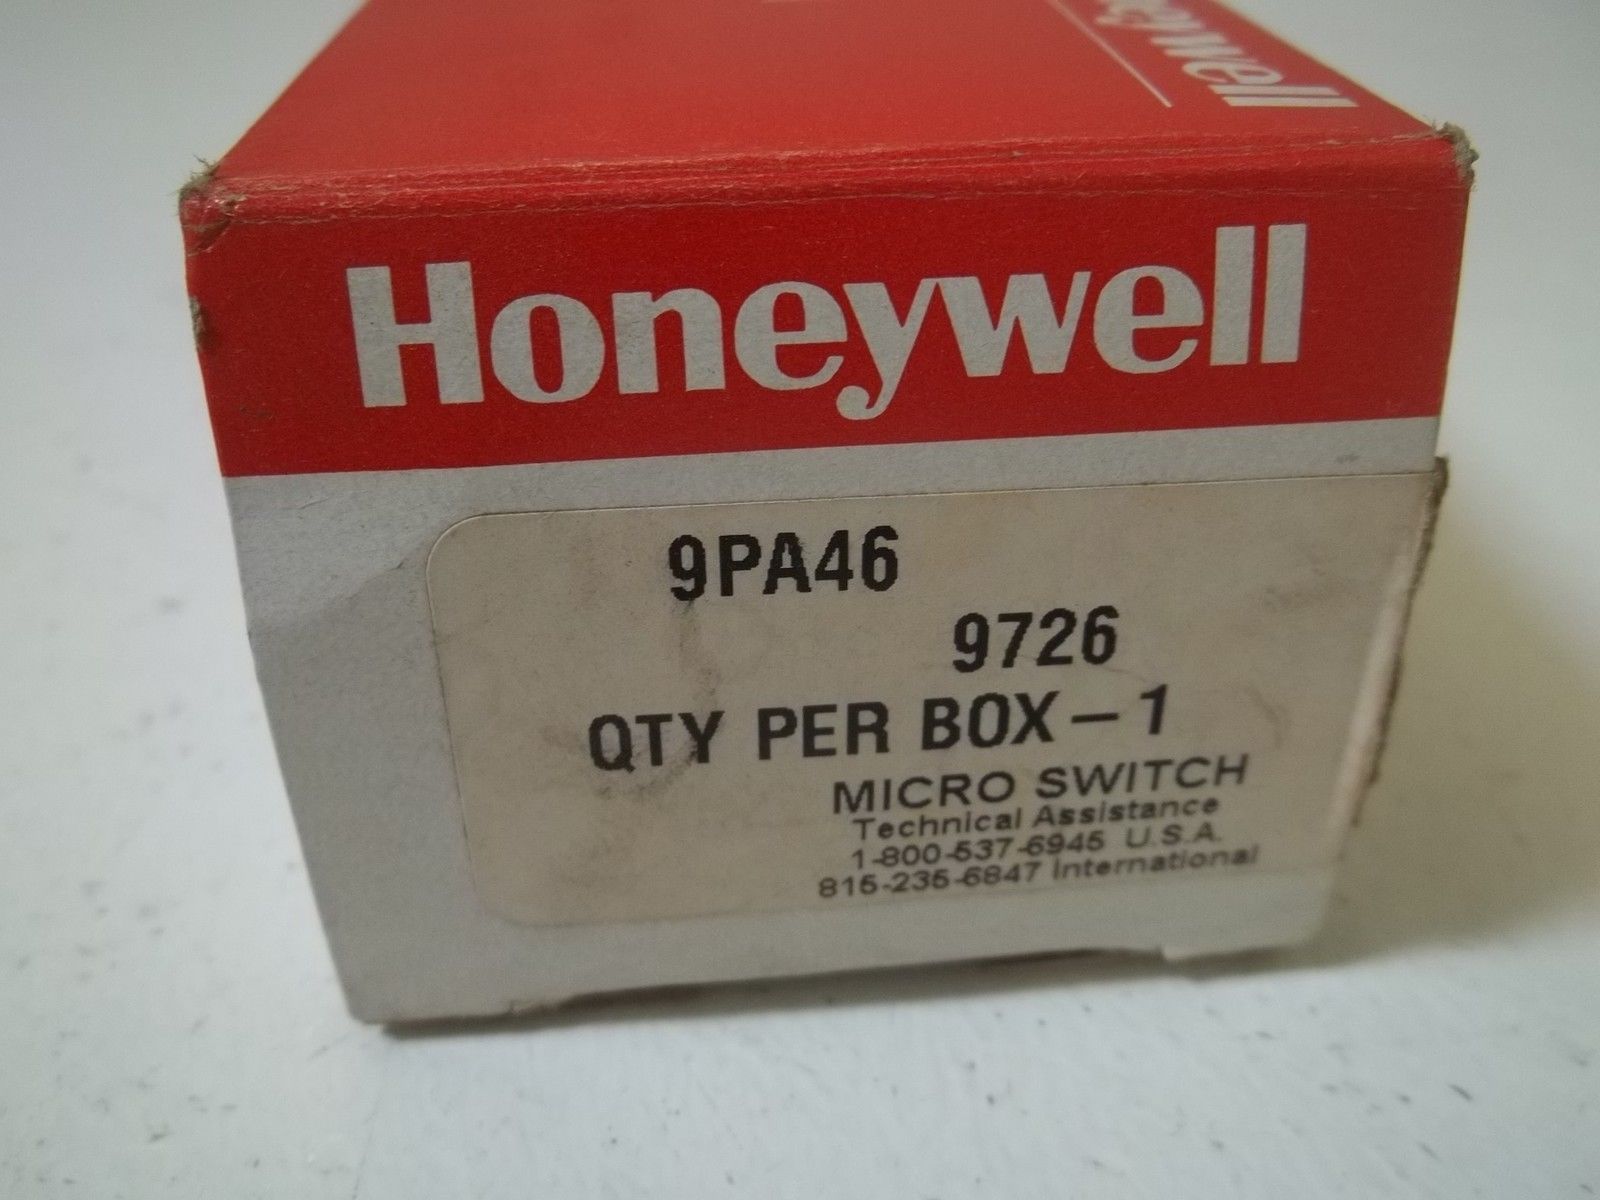 Honeywell
Honeywell
9PA46
9726
QTY PER BOX-1
MICRO SWITCH
Technical Assistance
1-800-537-6945 U.S.A.
815-235-6847 International